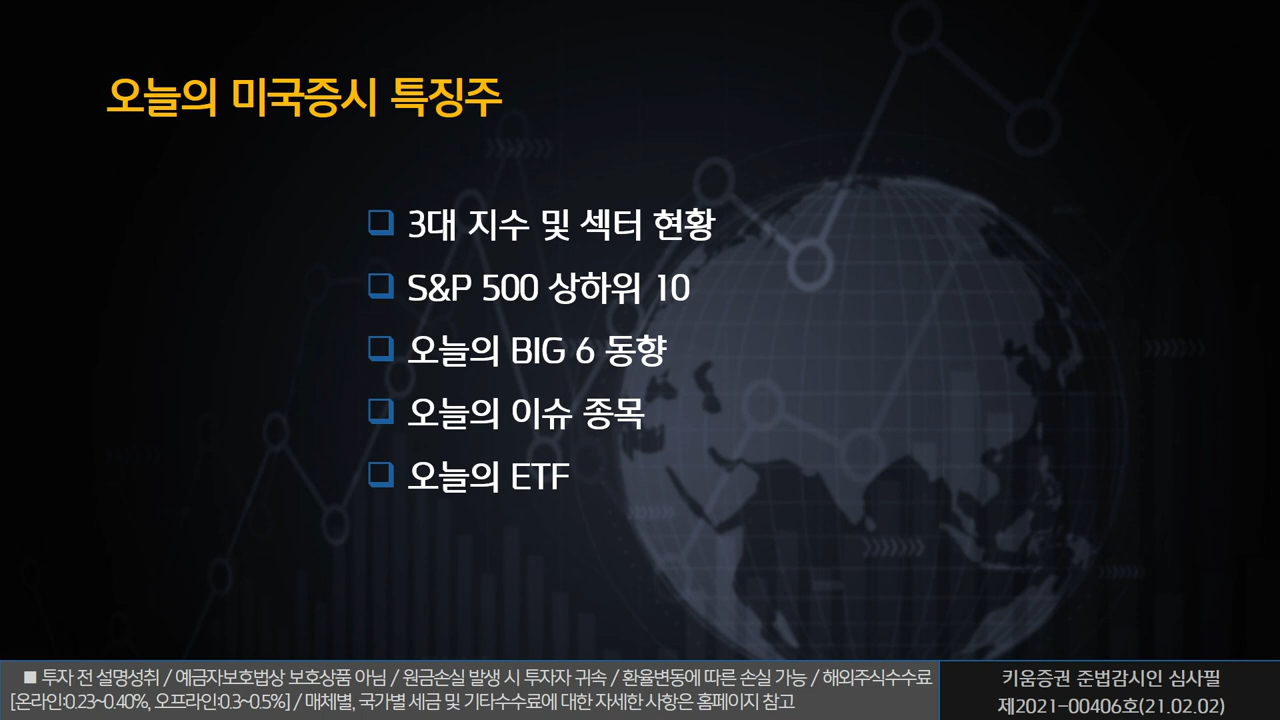 오늘의 미국증시 특징주
❑ 3대 지수 및 섹터 현황
❑ S&P 500 상하위 10
❑ 오늘의 BIG 6 동향
❑ 오늘의 이슈 종목
❑ 오늘의 ETF
■ 투자 전 설명성취 / 예금자보호법상 보호상품 아님 / 원금손실 발생 시 투자자 귀속 / 환율변동에 따른 손실 가능 / 해외주식수수료
[온라인:0.23~0.40%, 오프라인:0.3~0.5%] / 매체별, 국가별 세금 및 기타수수료에 대한 자세한 사항은 홈페이지 참고
키움증권 준법감시인 심사필
제2021-00406호(21.02.02)